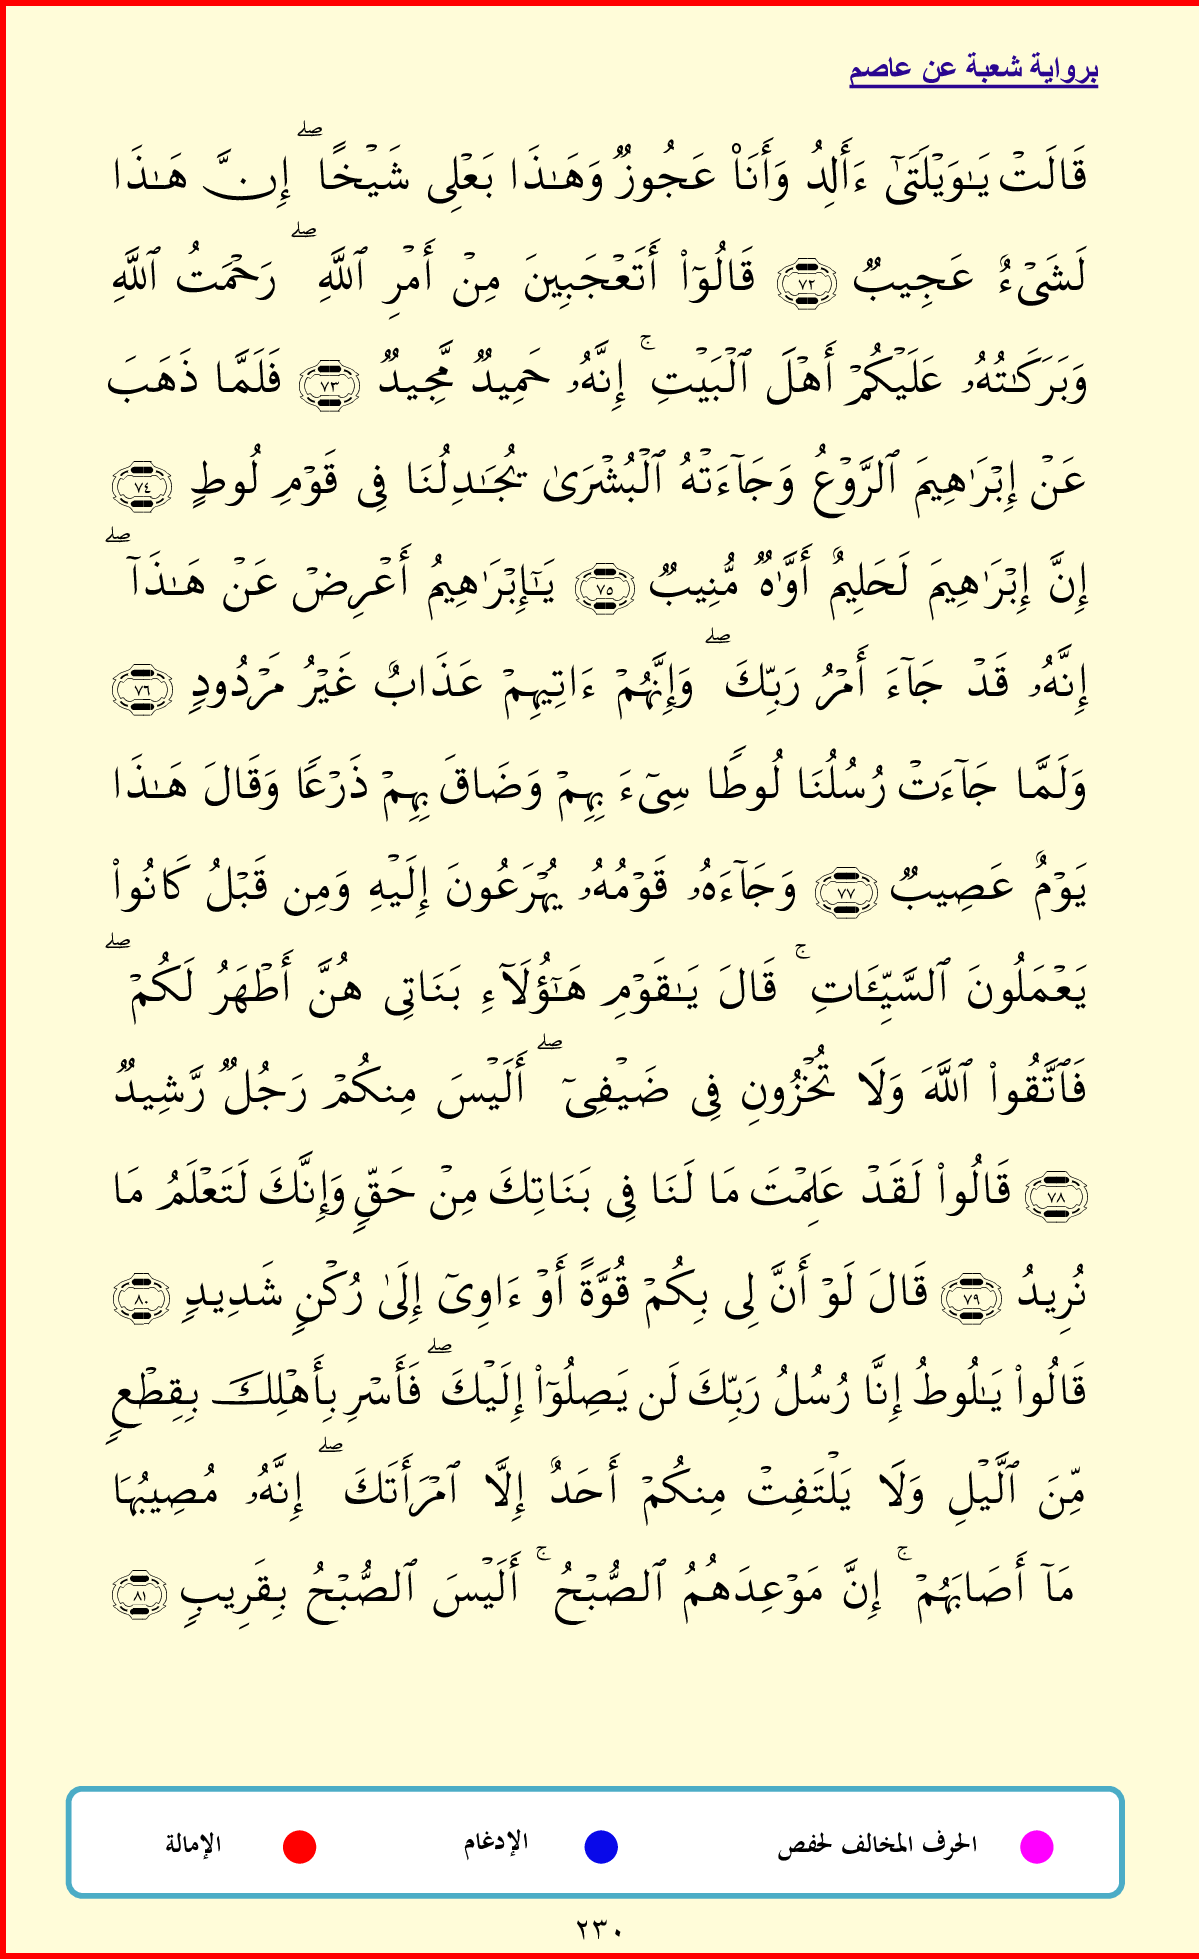 برواية شعبة عن عاصم
قَالَتْ يَـٰوَيْلَتَىٰٓ ءَأَلِدُ وَأَنَا۠ عَجُوزٌ وَهَـٰذَا بَعْلِى شَيْخًا ۖ إِنَّ هَـٰذَا
لَشَىْءٌ عَجِيبٌ ٧٢ قَالُوٓا۟ أَتَعْجَبِينَ مِنْ أَمْرِ ٱللَّهِ ۖ رَحْمَتُ ٱللَّهِ
وَبَرَكَـٰتُهُۥ عَلَيْكُمْ أَهْلَ ٱلْبَيْتِ ۚ إِنَّهُۥ حَمِيدٌ مَّجِيدٌ ٧٣ فَلَمَّا ذَهَبَ
عَنْ إِبْرَٰهِيمَ ٱلرَّوْعُ وَجَآءَتْهُ ٱلْبُشْرَىٰ يُجَـٰدِلُنَا فِى قَوْمِ لُوطٍ ٧٤
إِنَّ إِبْرَٰهِيمَ لَحَلِيمٌ أَوَّٰهٌ مُّنِيبٌ ٧٥ يَـٰٓإِبْرَٰهِيمُ أَعْرِضْ عَنْ هَـٰذَآ ۖ
إِنَّهُۥ قَدْ جَآءَ أَمْرُ رَبِّكَ ۖ وَإِنَّهُمْ ءَاتِيهِمْ عَذَابٌ غَيْرُ مَرْدُودٍ ٧٦
وَلَمَّا جَآءَتْ رُسُلُنَا لُوطًا سِىٓءَ بِهِمْ وَضَاقَ بِهِمْ ذَرْعًا وَقَالَ هَـٰذَا
يَوْمٌ عَصِيبٌ ٧٧ وَجَآءَهُۥ قَوْمُهُۥ يُهْرَعُونَ إِلَيْهِ وَمِن قَبْلُ كَانُوا۟
يَعْمَلُونَ ٱلسَّيِّـَٔاتِ ۚ قَالَ يَـٰقَوْمِ هَـٰٓؤُلَآءِ بَنَاتِى هُنَّ أَطْهَرُ لَكُمْ ۖ
فَٱتَّقُوا۟ ٱللَّهَ وَلَا تُخْزُونِ فِى ضَيْفِىٓ ۖ أَلَيْسَ مِنكُمْ رَجُلٌ رَّشِيدٌ
٧٨ قَالُوا۟ لَقَدْ عَلِمْتَ مَا لَنَا فِى بَنَاتِكَ مِنْ حَقٍّ وَإِنَّكَ لَتَعْلَمُ مَا
نُرِيدُ ٧٩ قَالَ لَوْ أَنَّ لِى بِكُمْ قُوَّةً أَوْ ءَاوِىٓ إِلَىٰ رُكْنٍ شَدِيدٍ ٨٠
قَالُوا۟ يَـٰلُوطُ إِنَّا رُسُلُ رَبِّكَ لَن يَصِلُوٓا۟ إِلَيْكَ ۖ فَأَسْرِ بِأَهْلِكَ بِقِطْعٍ
مِّنَ ٱلَّيْلِ وَلَا يَلْتَفِتْ مِنكُمْ أَحَدٌ إِلَّا ٱمْرَأَتَكَ ۖ إِنَّهُۥ مُصِيبُهَا
مَآ أَصَابَهُمْ ۚ إِنَّ مَوْعِدَهُمُ ٱلصُّبْحُ ۚ أَلَيْسَ ٱلصُّبْحُ بِقَرِيبٍ ٨١
الحرف المخالف لحفص الإدغام الإمالة
٢٣٠